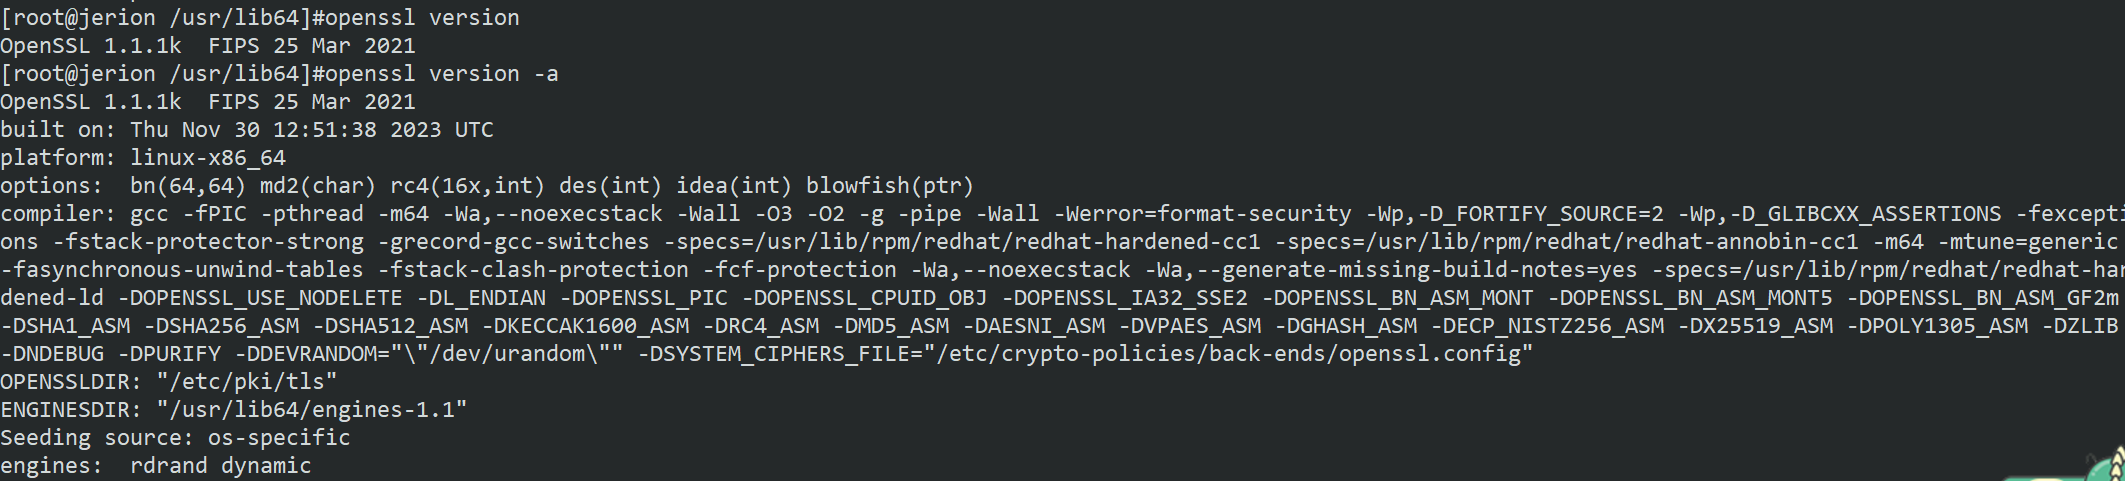 [root@jerion /usr/lib64]#openssl version
OpenSSL 1.1.1k  FIPS 25 Mar 2021
[root@jerion /usr/lib64]#openssl version -a
OpenSSL 1.1.1k  FIPS 25 Mar 2021
built on: Thu Nov 30 12:51:38 2023 UTC
platform: linux-x86_64
options:  bn(64,64) md2(char) rc4(16x,int) des(int) idea(int) blowfish(ptr)
compiler: gcc -fPIC -pthread -m64 -Wa,--noexecstack -Wall -O3 -O2 -g -pipe -Wall -Werror=format-security -Wp,-D_FORTIFY_SOURCE=2 -Wp,-D_GLIBCXX_ASSERTIONS -fexcepti
ons -fstack-protector-strong -grecord-gcc-switches -specs=/usr/lib/rpm/redhat/redhat-hardened-cc1 -specs=/usr/lib/rpm/redhat/redhat-annobin-cc1 -m64 -mtune=generic
-fasynchronous-unwind-tables -fstack-clash-protection -fcf-protection -Wa,--noexecstack -Wa,--generate-missing-build-notes=yes -specs=/usr/lib/rpm/redhat/redhat-har
dened-ld -DOPENSSL_USE_NODELETE -DL_ENDIAN -DOPENSSL_PIC -DOPENSSL_CPUID_OBJ -DOPENSSL_IA32_SSE2 -DOPENSSL_BN_ASM_MONT -DOPENSSL_BN_ASM_MONT5 -DOPENSSL_BN_ASM_GF2m
-DSHA1_ASM -DSHA256_ASM -DSHA512_ASM -DKECCAK1600_ASM -DRC4_ASM -DMD5_ASM -DAESNI_ASM -DVPAES_ASM -DGHASH_ASM -DECP_NISTZ256_ASM -DX25519_ASM -DPOLY1305_ASM -DZLIB
-DNDEBUG -DPURIFY -DDEVRANDOM="\"/dev/urandom\"" -DSYSTEM_CIPHERS_FILE="/etc/crypto-policies/back-ends/openssl.config"
OPENSSLDIR: "/etc/pki/tls"
ENGINESDIR: "/usr/lib64/engines-1.1"
Seeding source: os-specific
engines:  rdrand dynamic